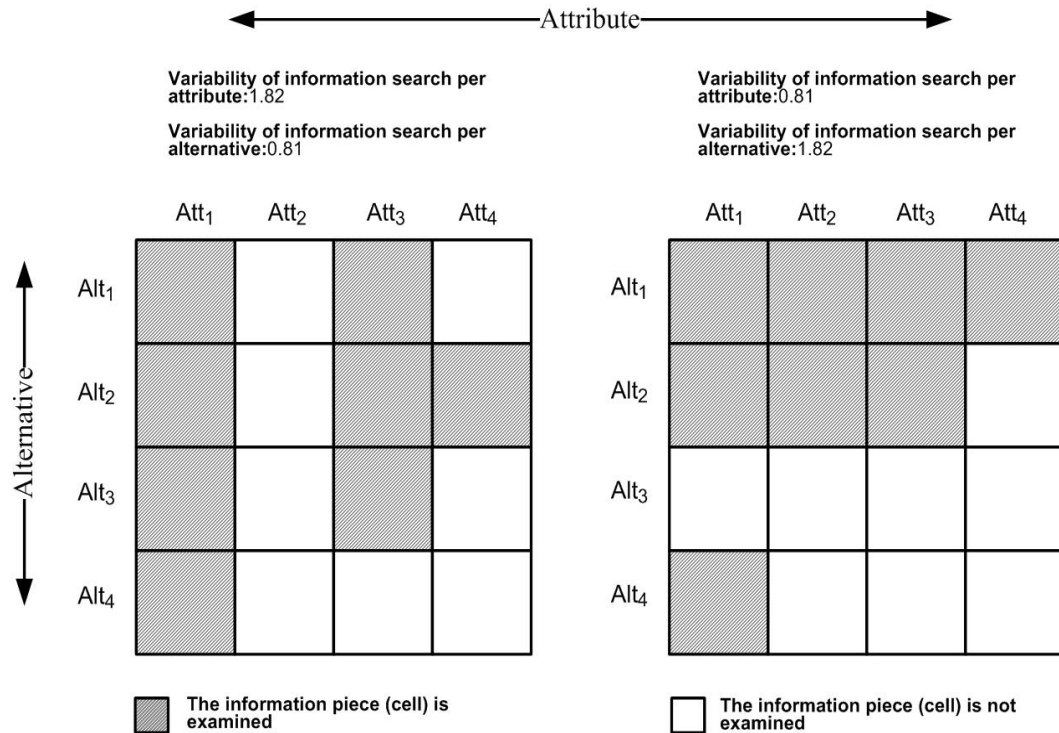 Attribute
Variability of information search per
attribute:1.82
Variability of information search per
alternative:0.81
Variability of information search per
attribute:0.81
Variability of information search per
alternative:1.82
Att1 Att2 Att3 Att4
Att1 Att2 Att3 Att4
Alternative
Alt1
Alt2
Alt3
Alt4
Alt1
Alt2
Alt3
Alt4
The information piece (cell) is
examined
The information piece (cell) is not
examined